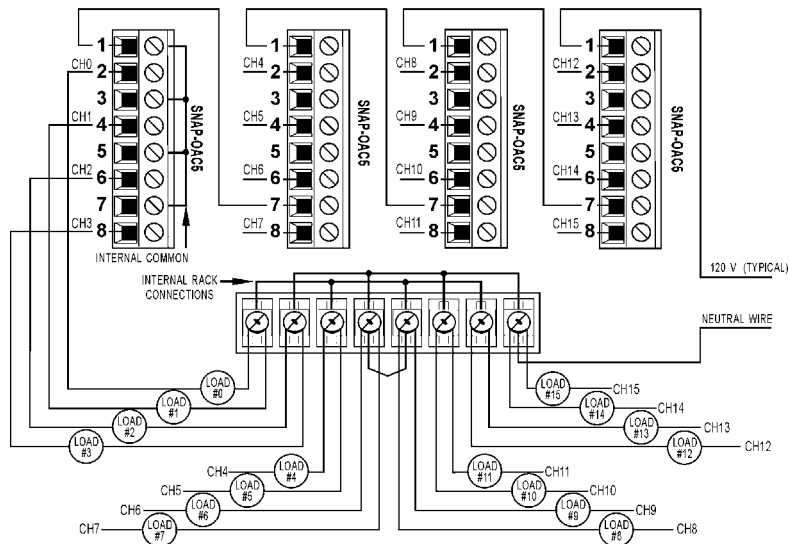 1
CH0
2
3
CH1
4
5
CH2
6
7
CH3
8
SNAP-OAC5
INTERNAL COMMON
1
CH4
2
3
CH5
4
5
CH6
6
7
CH7
8
SNAP-OAC5
1
CH8
2
3
CH9
4
5
CH10
6
7
CH11
8
SNAP-OAC5
1
CH12
2
3
CH13
4
5
CH14
6
7
CH15
8
SNAP-OAC5
INTERNAL RACK
CONNECTIONS
120 V (TYPICAL)
NEUTRAL WIRE
LOAD
#0
LOAD
#1
LOAD
#2
LOAD
#3
LOAD
#15
CH15
LOAD
#14
CH14
LOAD
#13
CH13
LOAD
#12
CH12
CH4
LOAD
#4
CH5
LOAD
#5
CH6
LOAD
#6
CH7
LOAD
#7
LOAD
#11
CH11
LOAD
#10
CH10
LOAD
#9
CH9
LOAD
#8
CH8